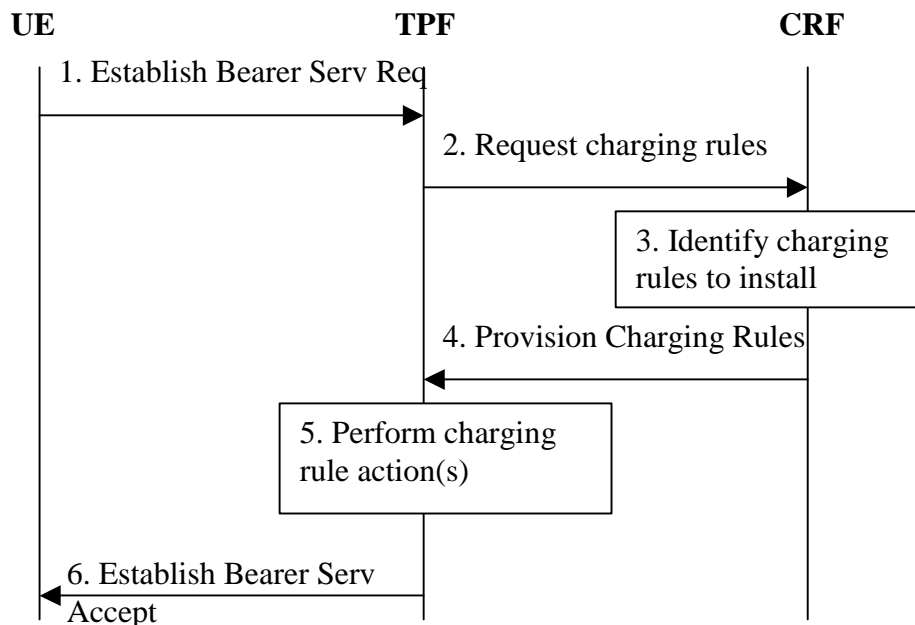 UE TPF CRF
1. Establish Bearer Serv Req
2. Request charging rules
3. Identify charging
rules to install
4. Provision Charging Rules
5. Perform charging
rule action(s)
6. Establish Bearer Serv
Accept